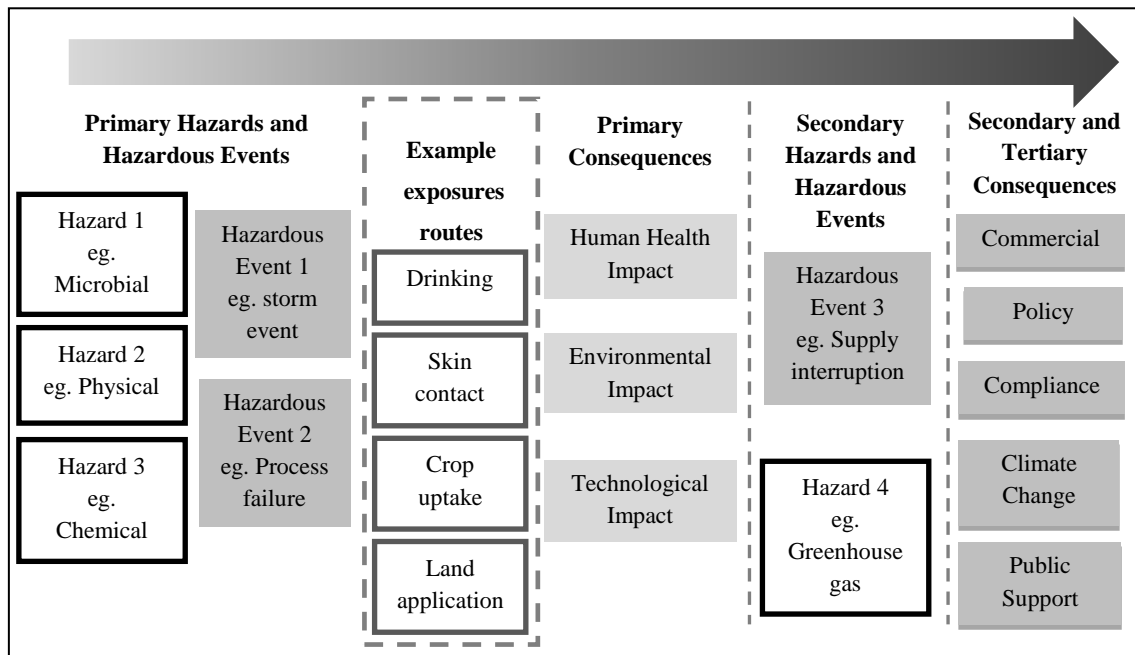 Primary Hazards and
Hazardous Events
Hazard 1
eg.
Microbial
Hazard 2
eg. Physical
Hazard 3
eg.
Chemical
Hazardous
Event 1
eg. storm
event
Hazardous
Event 2
eg. Process
failure
Example
exposures
routes
Drinking
Skin
contact
Crop
uptake
Land
application
Primary
Consequences
Human Health
Impact
Environmental
Impact
Technological
Impact
Secondary
Hazards and
Hazardous
Events
Hazardous
Event 3
eg. Supply
interruption
Hazard 4
eg.
Greenhouse
gas
Secondary and
Tertiary
Consequences
Commercial
Policy
Compliance
Climate
Change
Public
Support